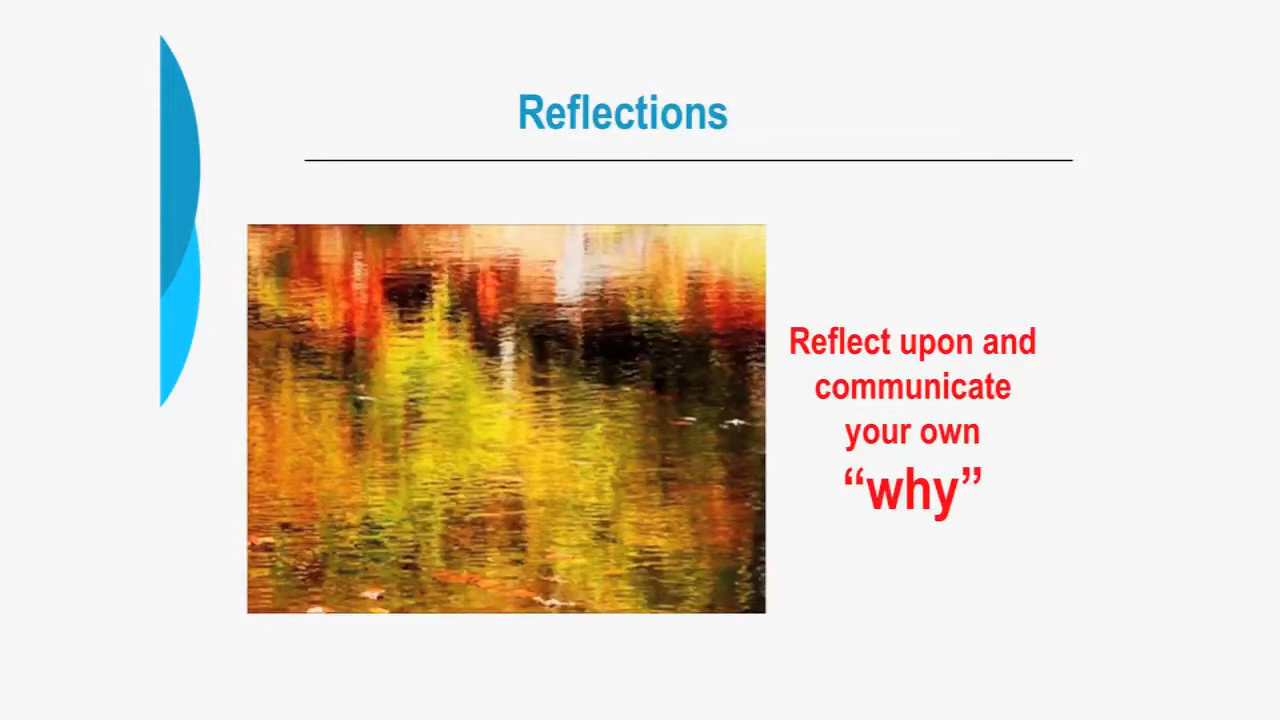 Reflections
Reflect upon and
communicate
your own
“why”